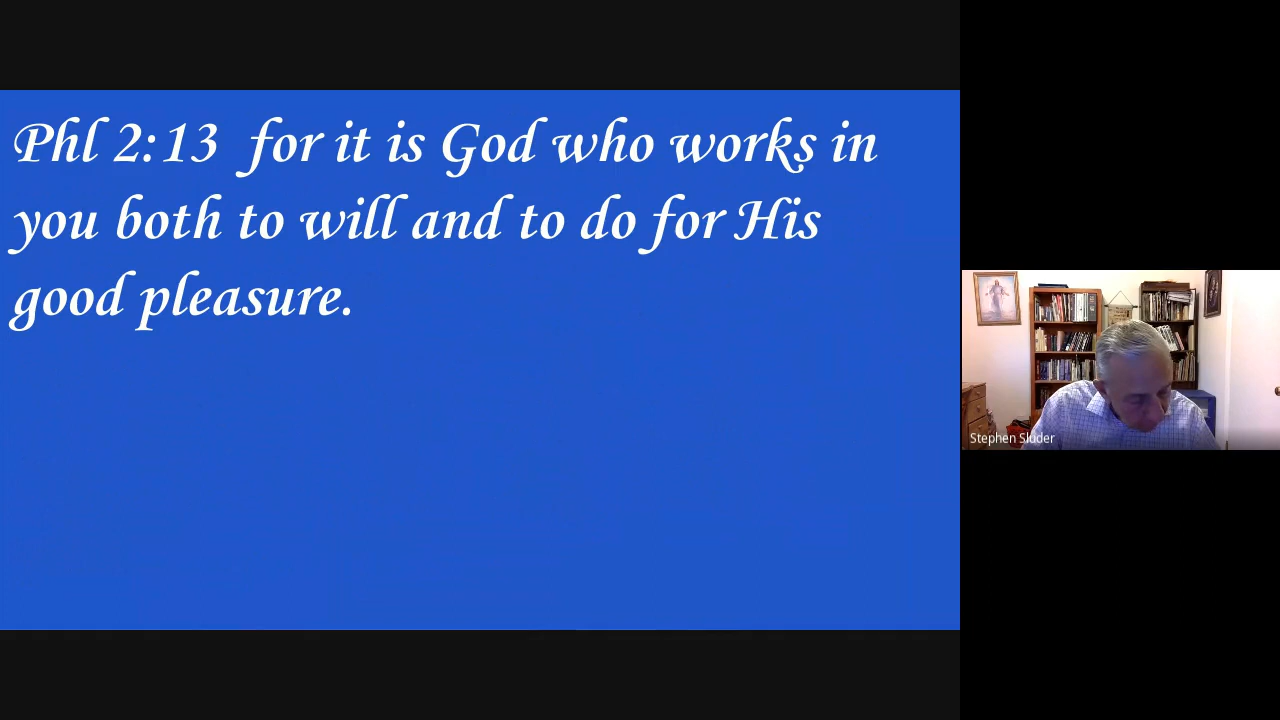 Phl 2:13  for it is God who works in
you both to will and to do for His
good pleasure.
Stephen Sluder